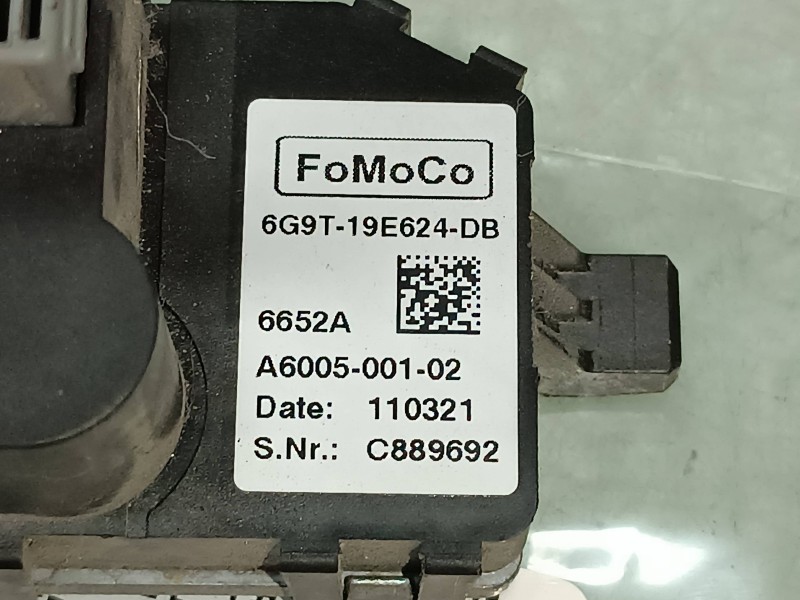 FoMoCo
6G9T-19E624-DB
6652A
A6005-001-02
Date: 110321
S.Nr.: C889692